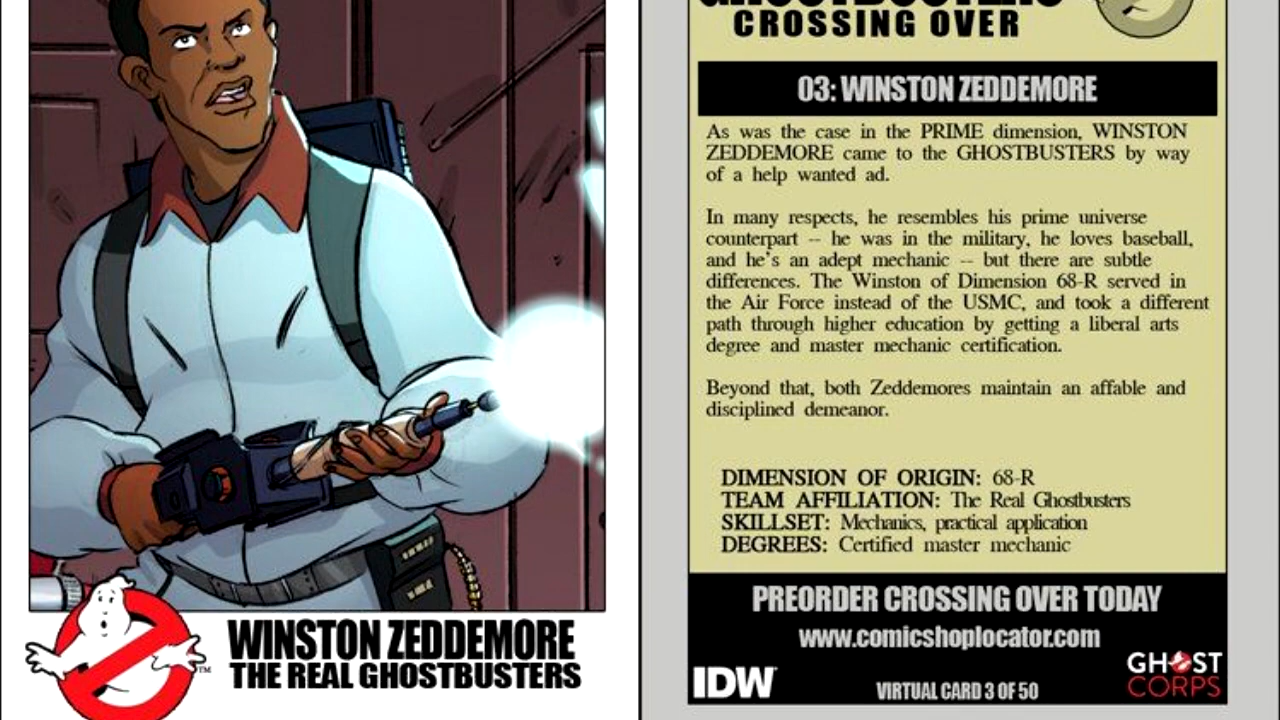 WINSTON ZEDDEMORE
THE REAL GHOSTBUSTERS
TM
GHOSTBUSTERS
CROSSING OVER
03: WINSTON ZEDDEMORE
As was the case in the PRIME dimension, WINSTON
ZEDDEMORE came to the GHOSTBUSTERS by way
of a help wanted ad.
In many respects, he resembles his prime universe
counterpart -- he was in the military, he loves baseball,
and he's an adept mechanic -- but there are subtle
differences. The Winston of Dimension 68-R served in
the Air Force instead of the USMC, and took a different
path through higher education by getting a liberal arts
degree and master mechanic certification.
Beyond that, both Zeddemores maintain an affable and
disciplined demeanor.
DIMENSION OF ORIGIN: 68-R
TEAM AFFILIATION: The Real Ghostbusters
SKILLSET: Mechanics, practical application
DEGREES: Certified master mechanic
PREORDER CROSSING OVER TODAY
www.comicshoplocator.com
IDW
VIRTUAL CARD 3 OF 50
GHOST
CORPS